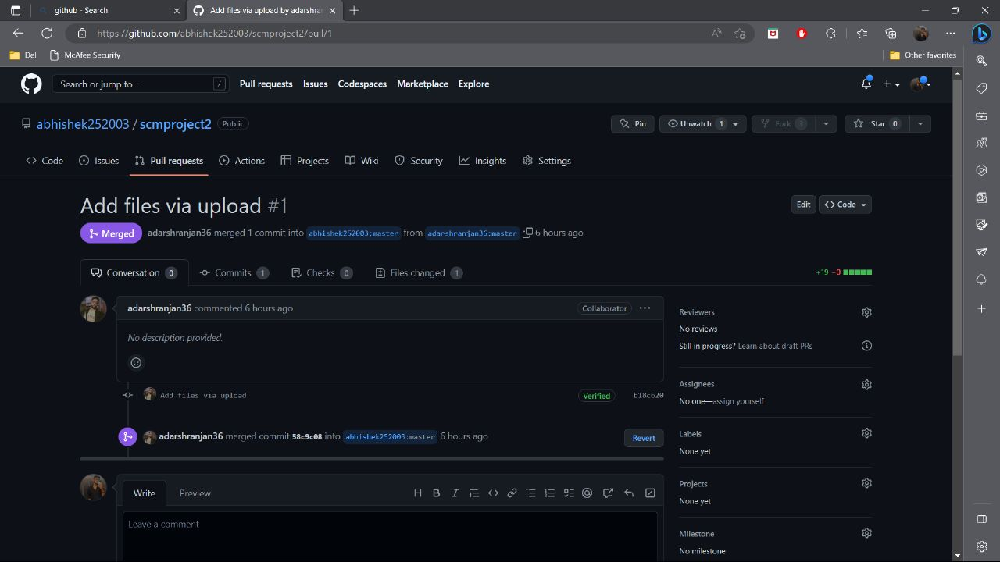 github - Search
Add files via upload by adarshran
https://github.com/abhishek252003/scmproject2/pull/1
Dell
McAfee Security
Other favorites
Search or jump to...
/
Pull requests
Issues
Codespaces
Marketplace
Explore
abhishek252003 / scmproject2
Public
Pin
Unwatch 1
Fork 3
Star 0
Code
Issues
Pull requests
Actions
Projects
Wiki
Security
Insights
Settings
Add files via upload #1
Edit
Code
Merged
adarshranjan36 merged 1 commit into abhishek252003:master from adarshranjan36:master 6 hours ago
Conversation 0
Commits 1
Checks 0
Files changed 1
+19 −0
adarshranjan36 commented 6 hours ago
Collaborator
No description provided.
Add files via upload
Verified
b18c620
adarshranjan36 merged commit 58c9c08 into abhishek252003:master 6 hours ago
Revert
Write
Preview
Leave a comment
Reviewers
No reviews
Still in progress? Learn about draft PRs
Assignees
No one—assign yourself
Labels
None yet
Projects
None yet
Milestone
No milestone